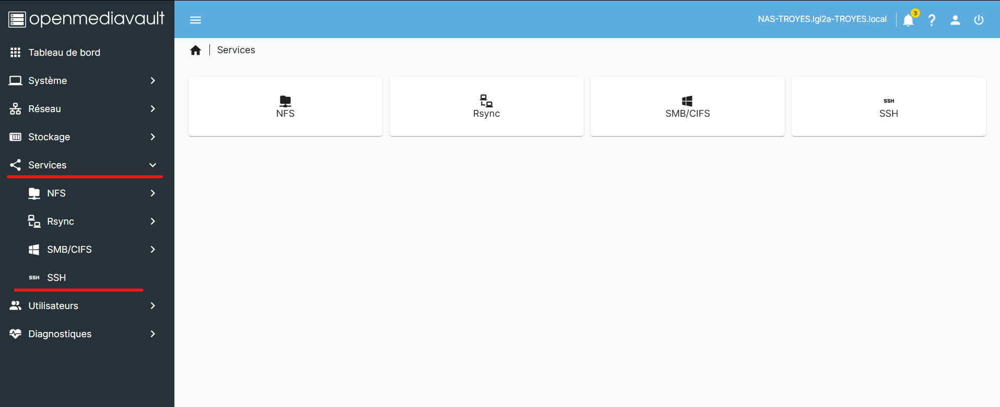 openmediavault
NAS-TROYES.lgi2a-TROYES.local
3
Tableau de bord
Système
Réseau
Stockage
Services
NFS
Rsync
SMB/CIFS
SSH SSH
Utilisateurs
Diagnostiques
Services
NFS
Rsync
SMB/CIFS
SSH
SSH